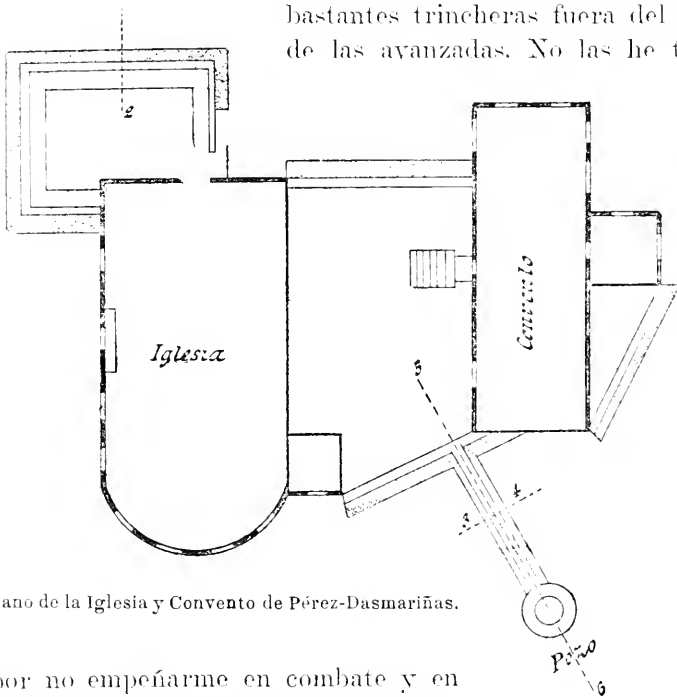 bastantes trincheras fuera del
de las avanzadas. No las he t
2
Iglesia
Convento
5
4
3
Pozo
6
ano de la Iglesia y Convento de Pérez-Dasmariñas.
por no empeñarme en combate y en